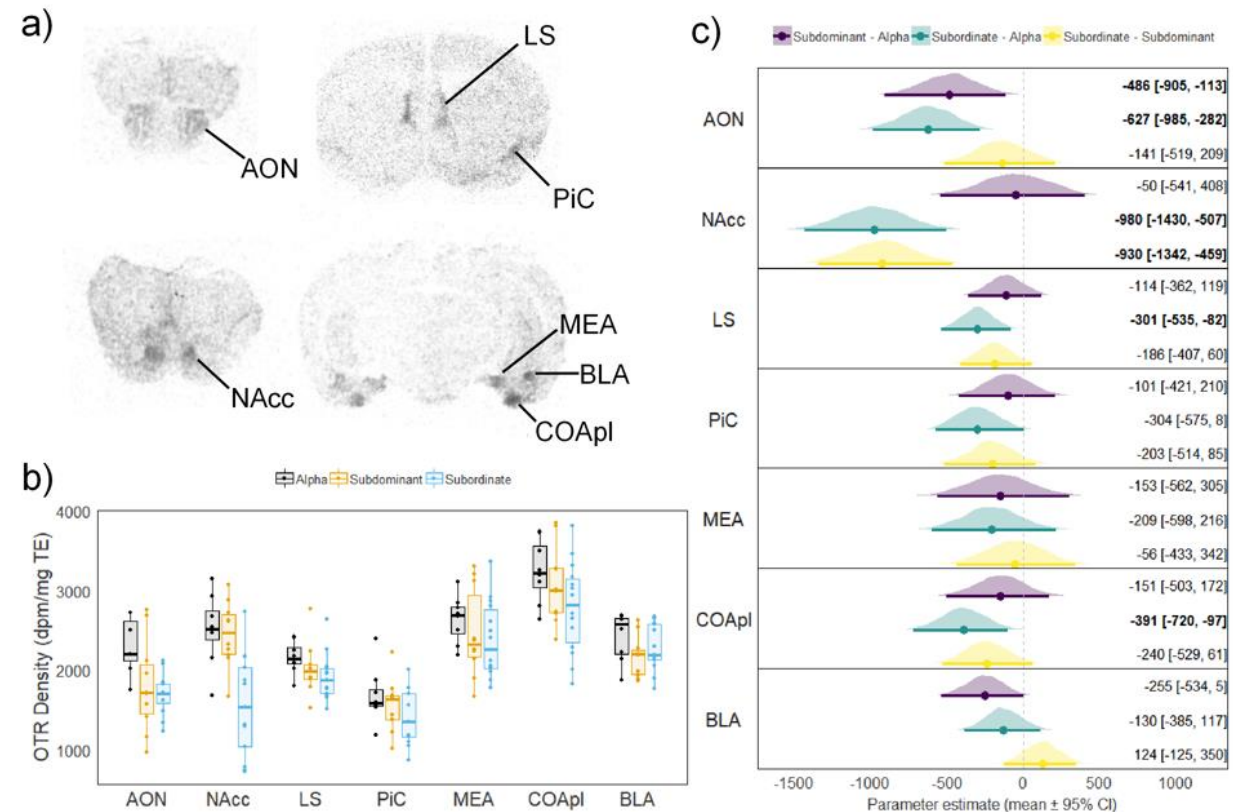 a)
LS
AON
PiC
NAcc
MEA
BLA
COApl
b)
Alpha Subdominant Subordinate
OTR Density (dpm/mg TE)
4000
3000
2000
1000
AON NAcc LS PiC MEA COApl BLA
c)
Subdominant - Alpha Subordinate - Alpha Subordinate - Subdominant
AON
-486 [-905, -113]
-627 [-985, -282]
-141 [-519, 209]
NAcc
-50 [-541, 408]
-980 [-1430, -507]
-930 [-1342, -459]
LS
-114 [-362, 119]
-301 [-535, -82]
-186 [-407, 60]
PiC
-101 [-421, 210]
-304 [-575, 8]
-203 [-514, 85]
MEA
-153 [-562, 305]
-209 [-598, 216]
-56 [-433, 342]
COApl
-151 [-503, 172]
-391 [-720, -97]
-240 [-529, 61]
BLA
-255 [-534, 5]
-130 [-385, 117]
124 [-125, 350]
-1500 -1000 -500 0 500 1000
Parameter estimate (mean ± 95% CI)